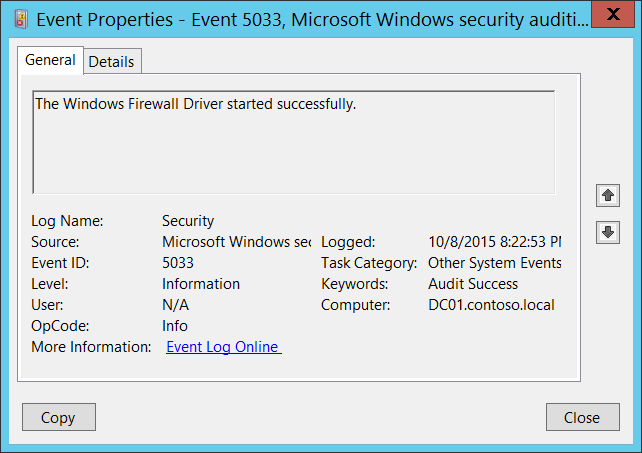 Event Properties - Event 5033, Microsoft Windows security auditi...
X
General
Details
The Windows Firewall Driver started successfully.
Log Name: Security
Source: Microsoft Windows sec Logged: 10/8/2015 8:22:53 PM
Event ID: 5033 Task Category: Other System Events
Level: Information Keywords: Audit Success
User: N/A Computer: DC01.contoso.local
OpCode: Info
More Information: Event Log Online
Copy
Close